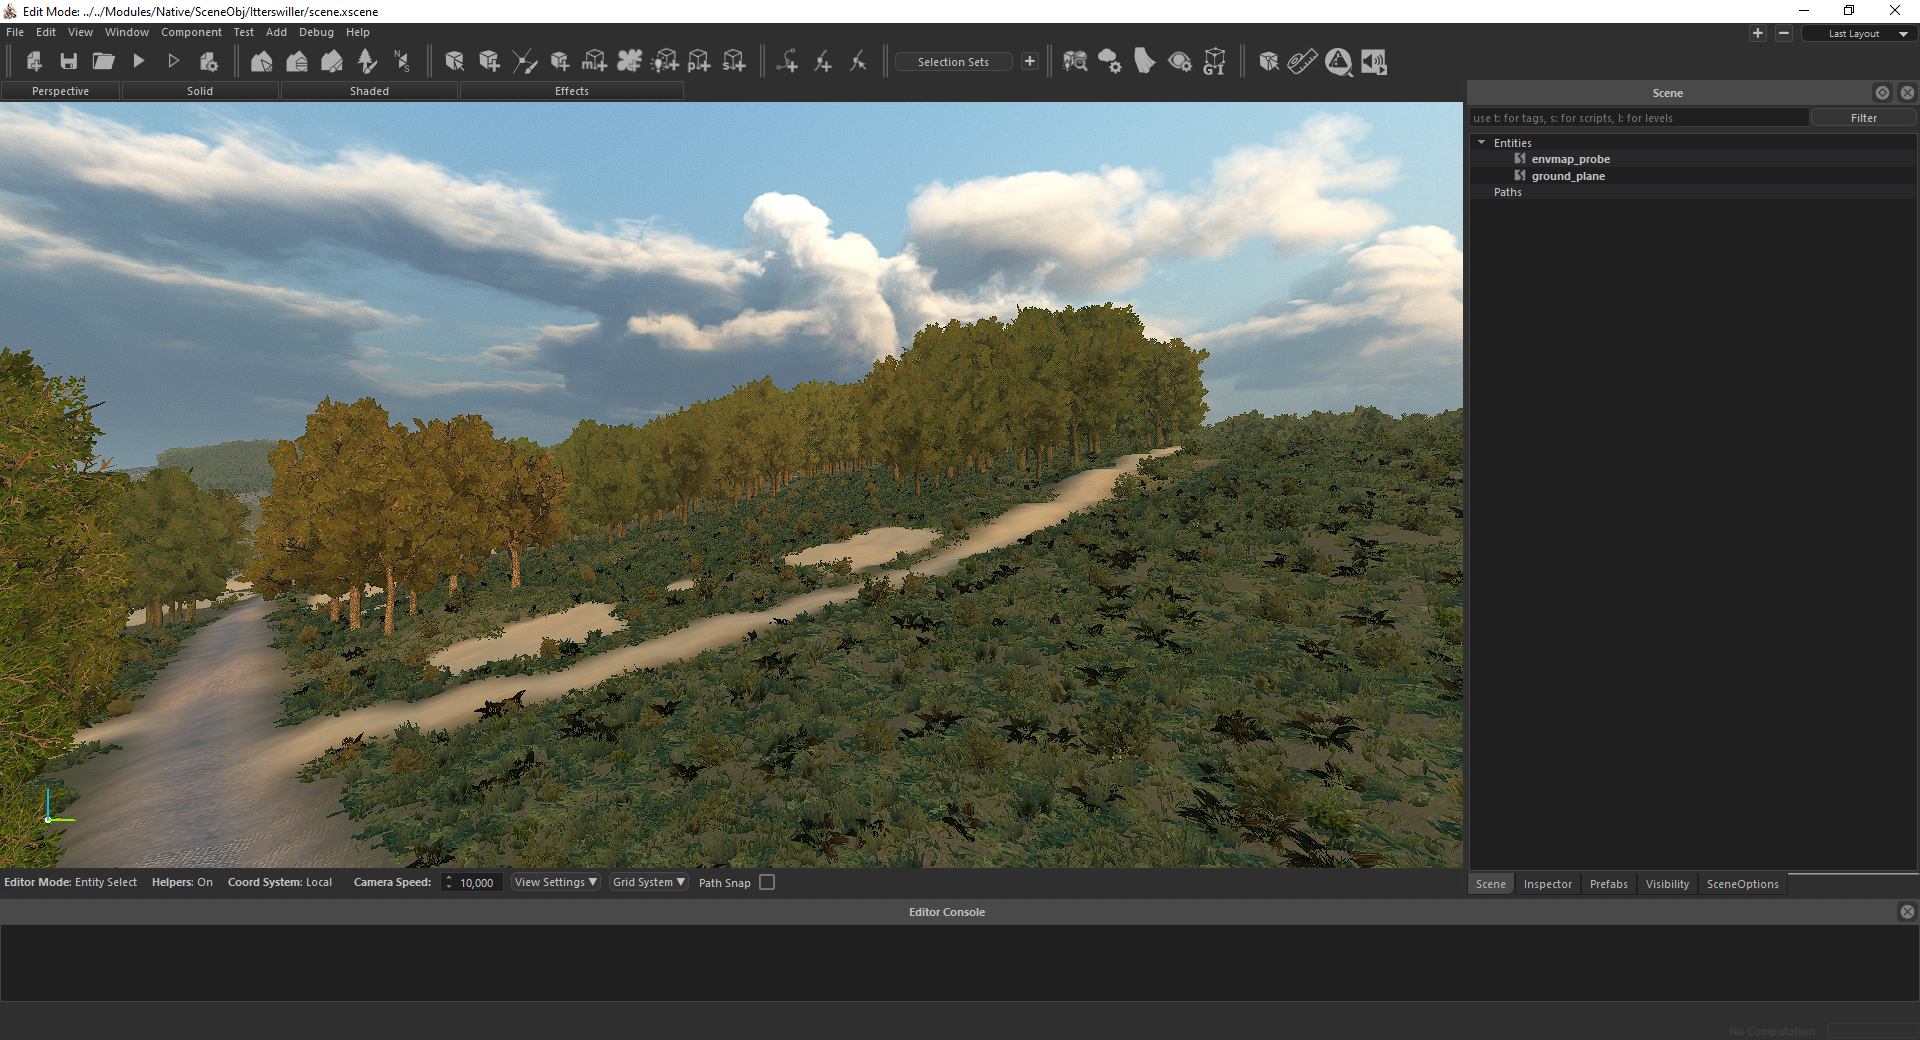 Edit Mode: ../../Modules/Native/SceneObj/Itterswiller/scene.xscene
File Edit View Window Component Test Add Debug Help
Last Layout
Selection Sets
Perspective Solid Shaded Effects
Scene
use t: for tags, s: for scripts, l: for levels
Filter
Entities
envmap_probe
ground_plane
Paths
Editor Mode: Entity Select Helpers: On Coord System: Local Camera Speed: 10,000 View Settings ▼ Grid System ▼ Path Snap
Scene Inspector Prefabs Visibility SceneOptions
Editor Console
No Computation